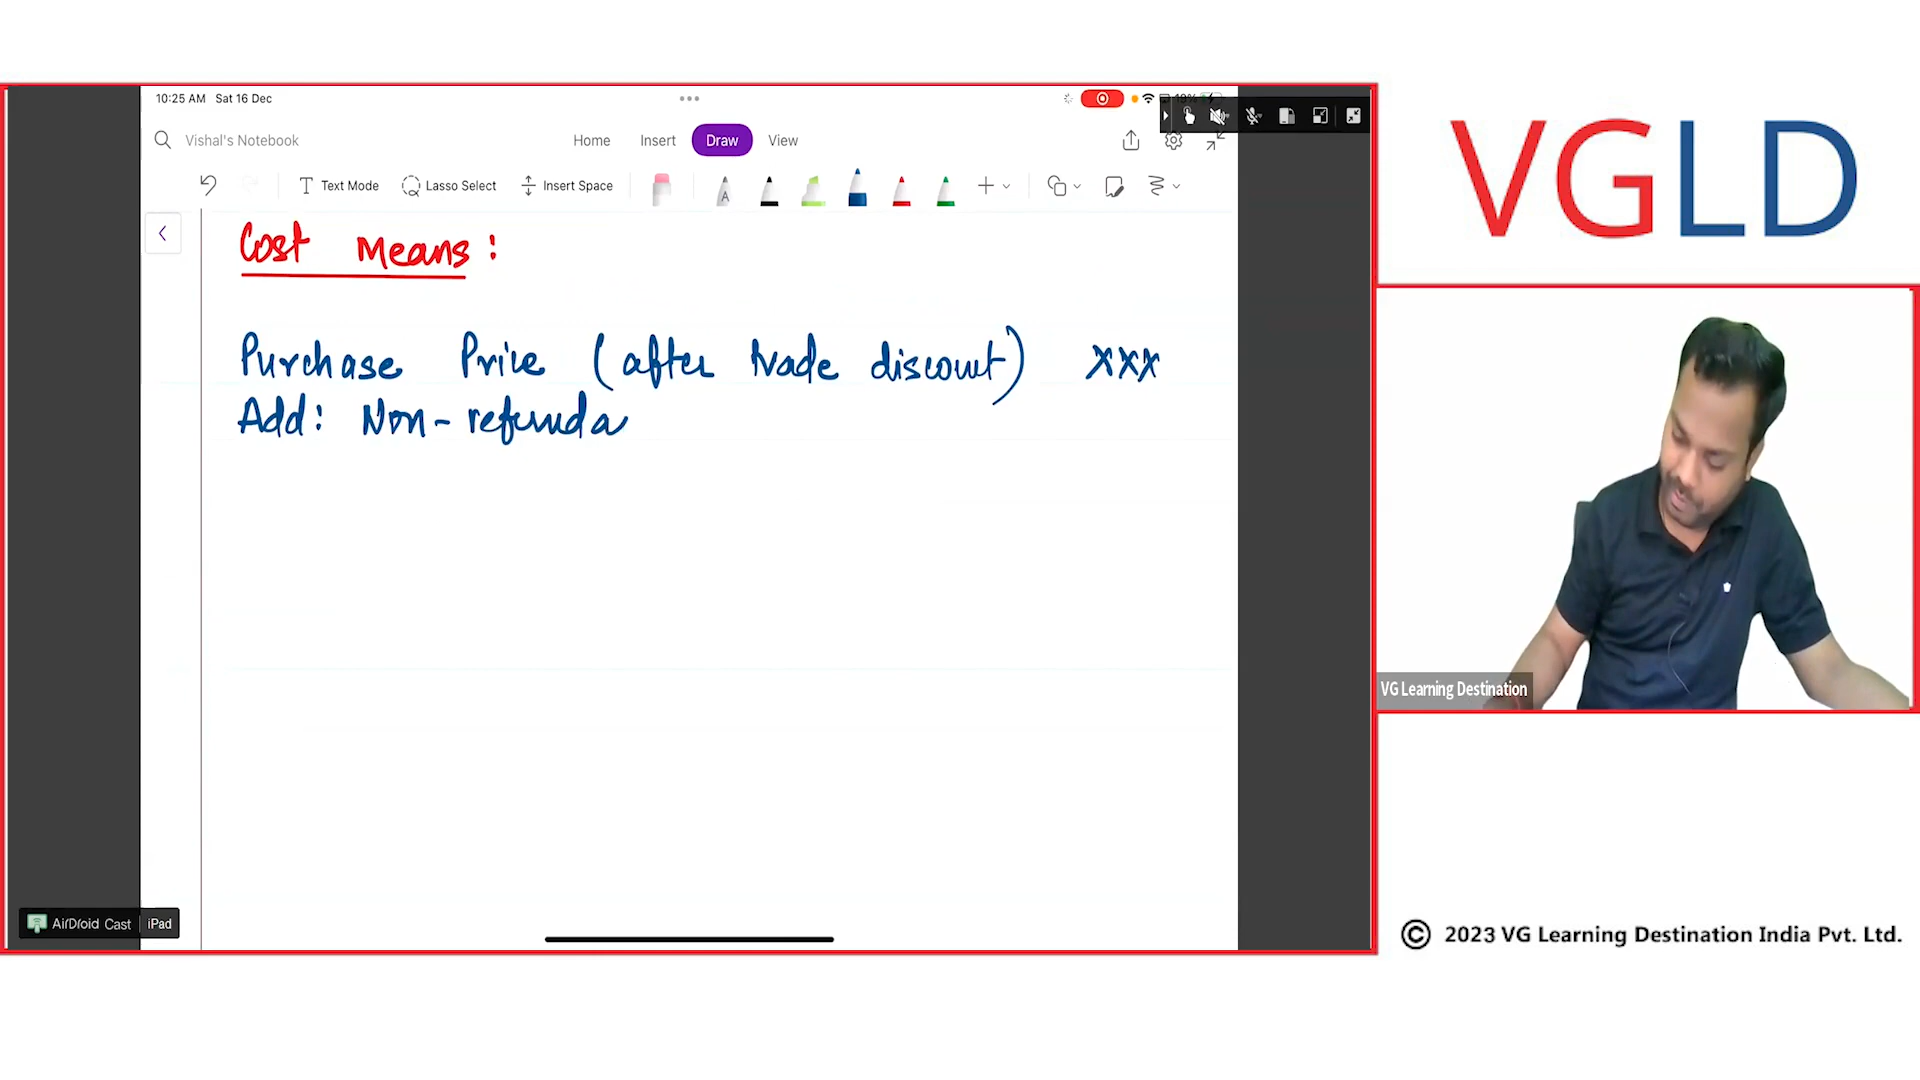 10:25 AM Sat 16 Dec
19%
Vishal's Notebook
Home Insert Draw View
Text Mode Lasso Select Insert Space
Cost Means:
Purchase Price (after trade discount) xxx
Add: Non-refunda
VGLD
VG Learning Destination
AirDroid Cast iPad
© 2023 VG Learning Destination India Pvt. Ltd.